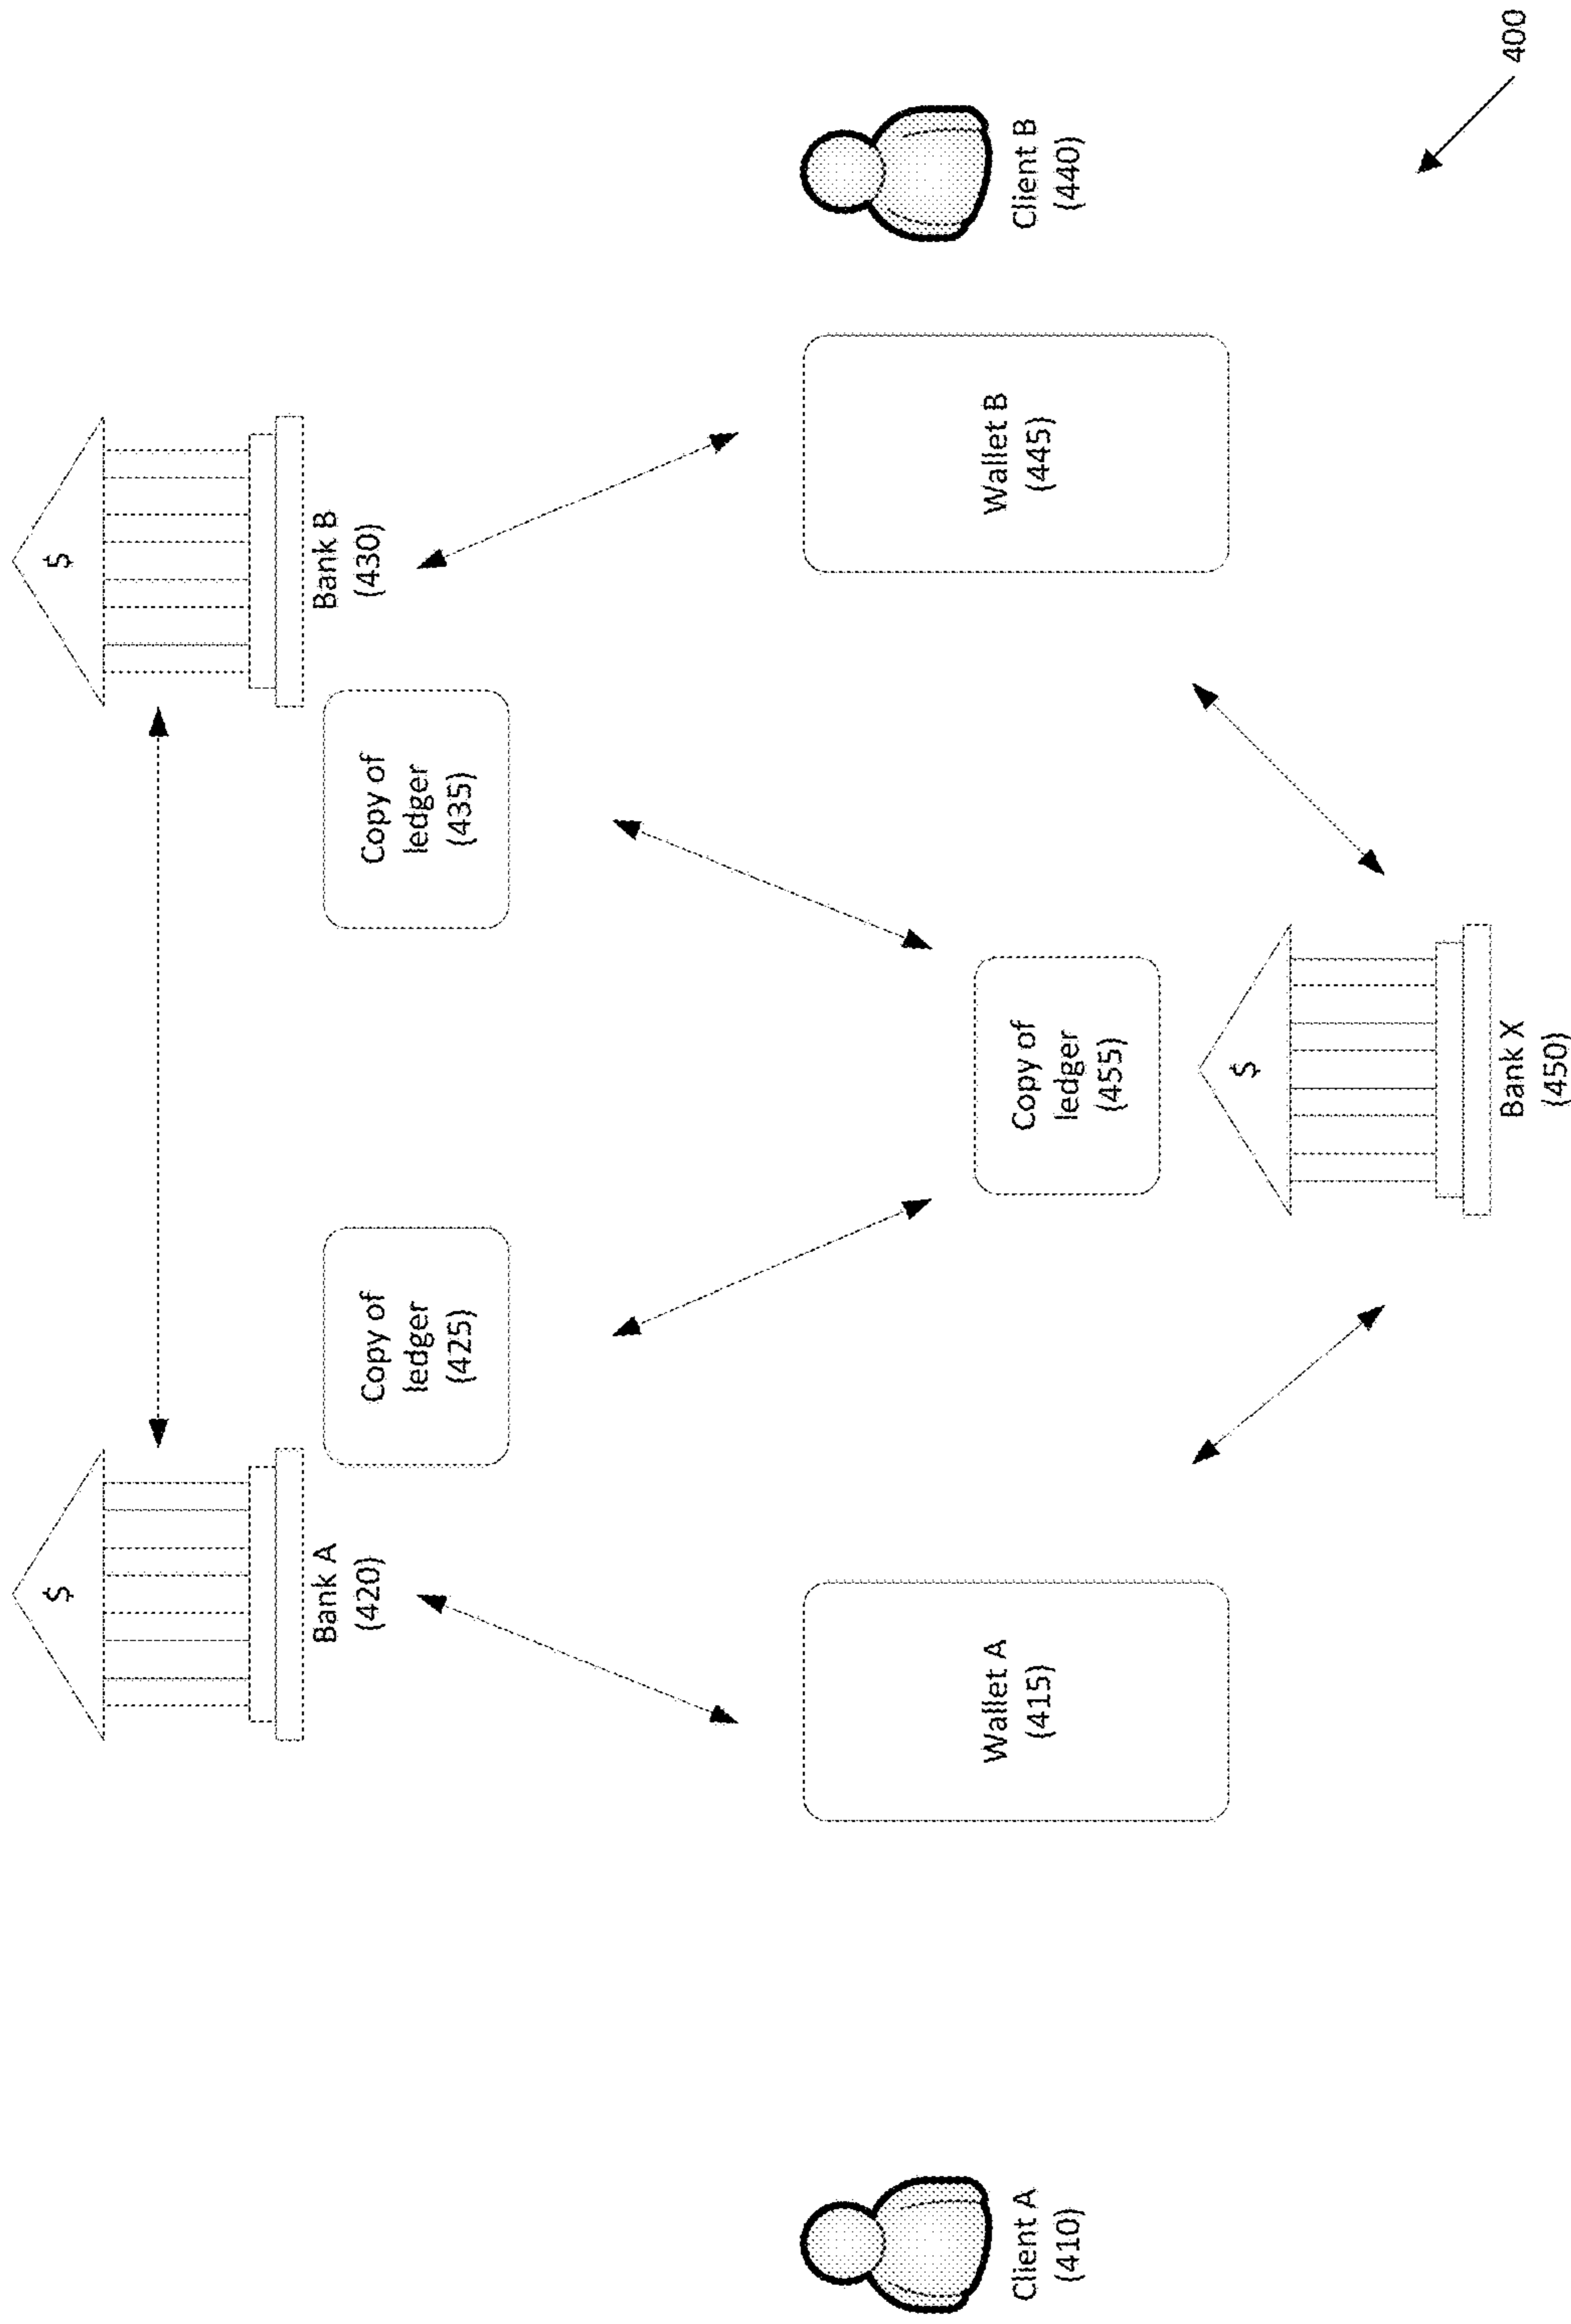 $
Bank A
(420)
$
Bank B
(430)
Copy of
ledger
(425)
Copy of
ledger
(435)
Client A
(410)
Wallet A
(415)
Copy of
ledger
(455)
Wallet B
(445)
Client B
(440)
$
Bank X
(450)
400